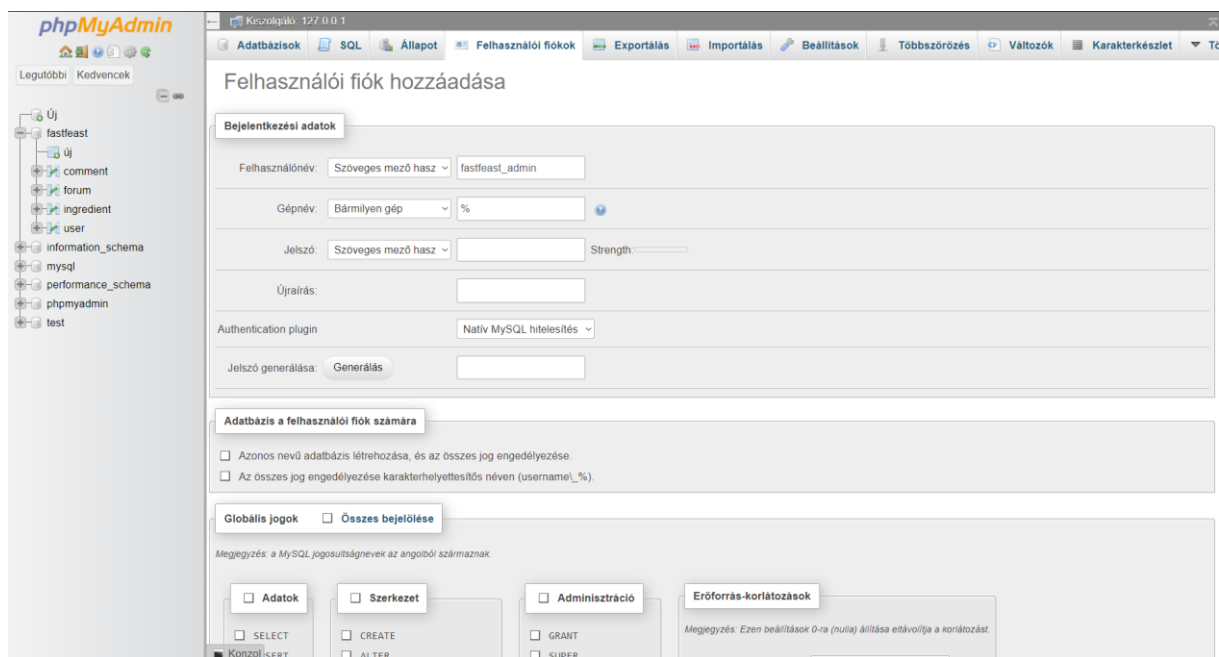 phpMyAdmin
Legutóbbi Kedvencek
Új
fastfeast
új
comment
forum
ingredient
user
information_schema
mysql
performance_schema
phpmyadmin
test
Kiszolgáló: 127.0.0.1
Adatbázisok SQL Állapot Felhasználói fiókok Exportálás Importálás Beállítások Többszörözés Változók Karakterkészlet
Felhasználói fiók hozzáadása
Bejelentkezési adatok
Felhasználónév: Szöveges mező hasz fastfeast_admin
Gépnév: Bármilyen gép %
Jelszó: Szöveges mező hasz Strength:
Újraírás:
Authentication plugin Natív MySQL hitelesítés
Jelszó generálása: Generálás
Adatbázis a felhasználói fiók számára
Azonos nevű adatbázis létrehozása, és az összes jog engedélyezése.
Az összes jog engedélyezése karakterhelyettesítős néven (username\_%).
Globális jogok Összes bejelölése
Megjegyzés: a MySQL jogosultságnevek az angolból származnak.
Adatok Szerkezet Adminisztráció Erőforrás-korlátozások
Megjegyzés: Ezen beállítások 0-ra (nulla) állítása eltávolítja a korlátozást.
SELECT CREATE GRANT
Konzol ALTER SUPER